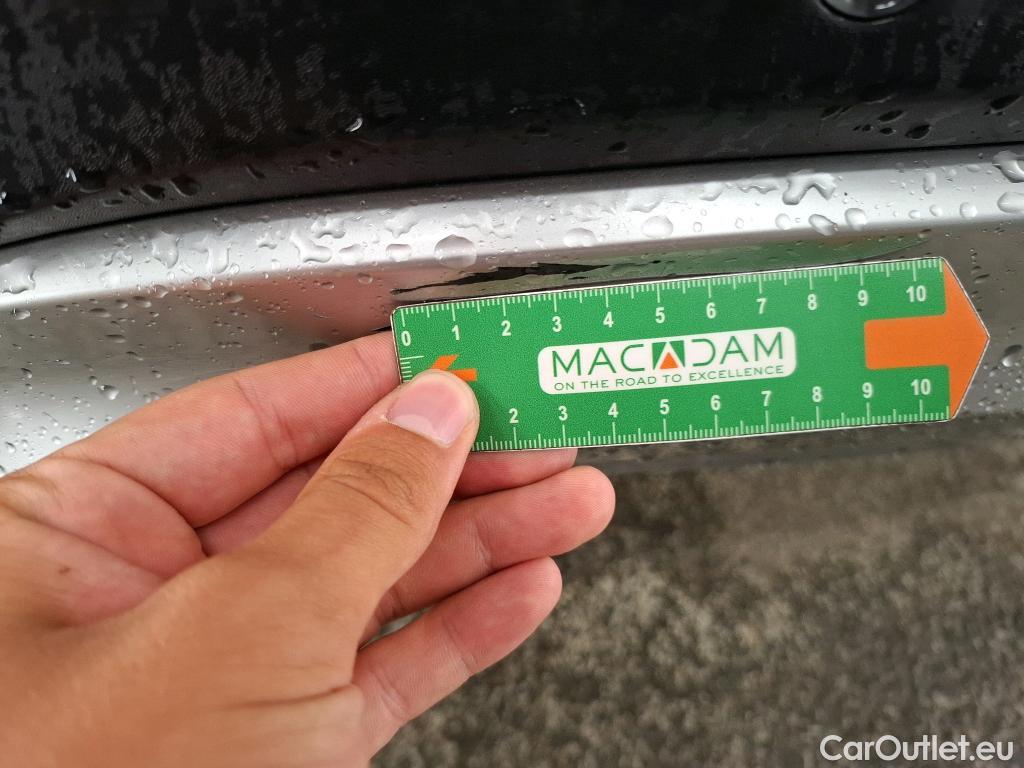 0 1 2 3 4 5 6 7 8 9 10
MACADAM
ON THE ROAD TO EXCELLENCE
2 3 4 5 6 7 8 9 10
CarOutlet.eu